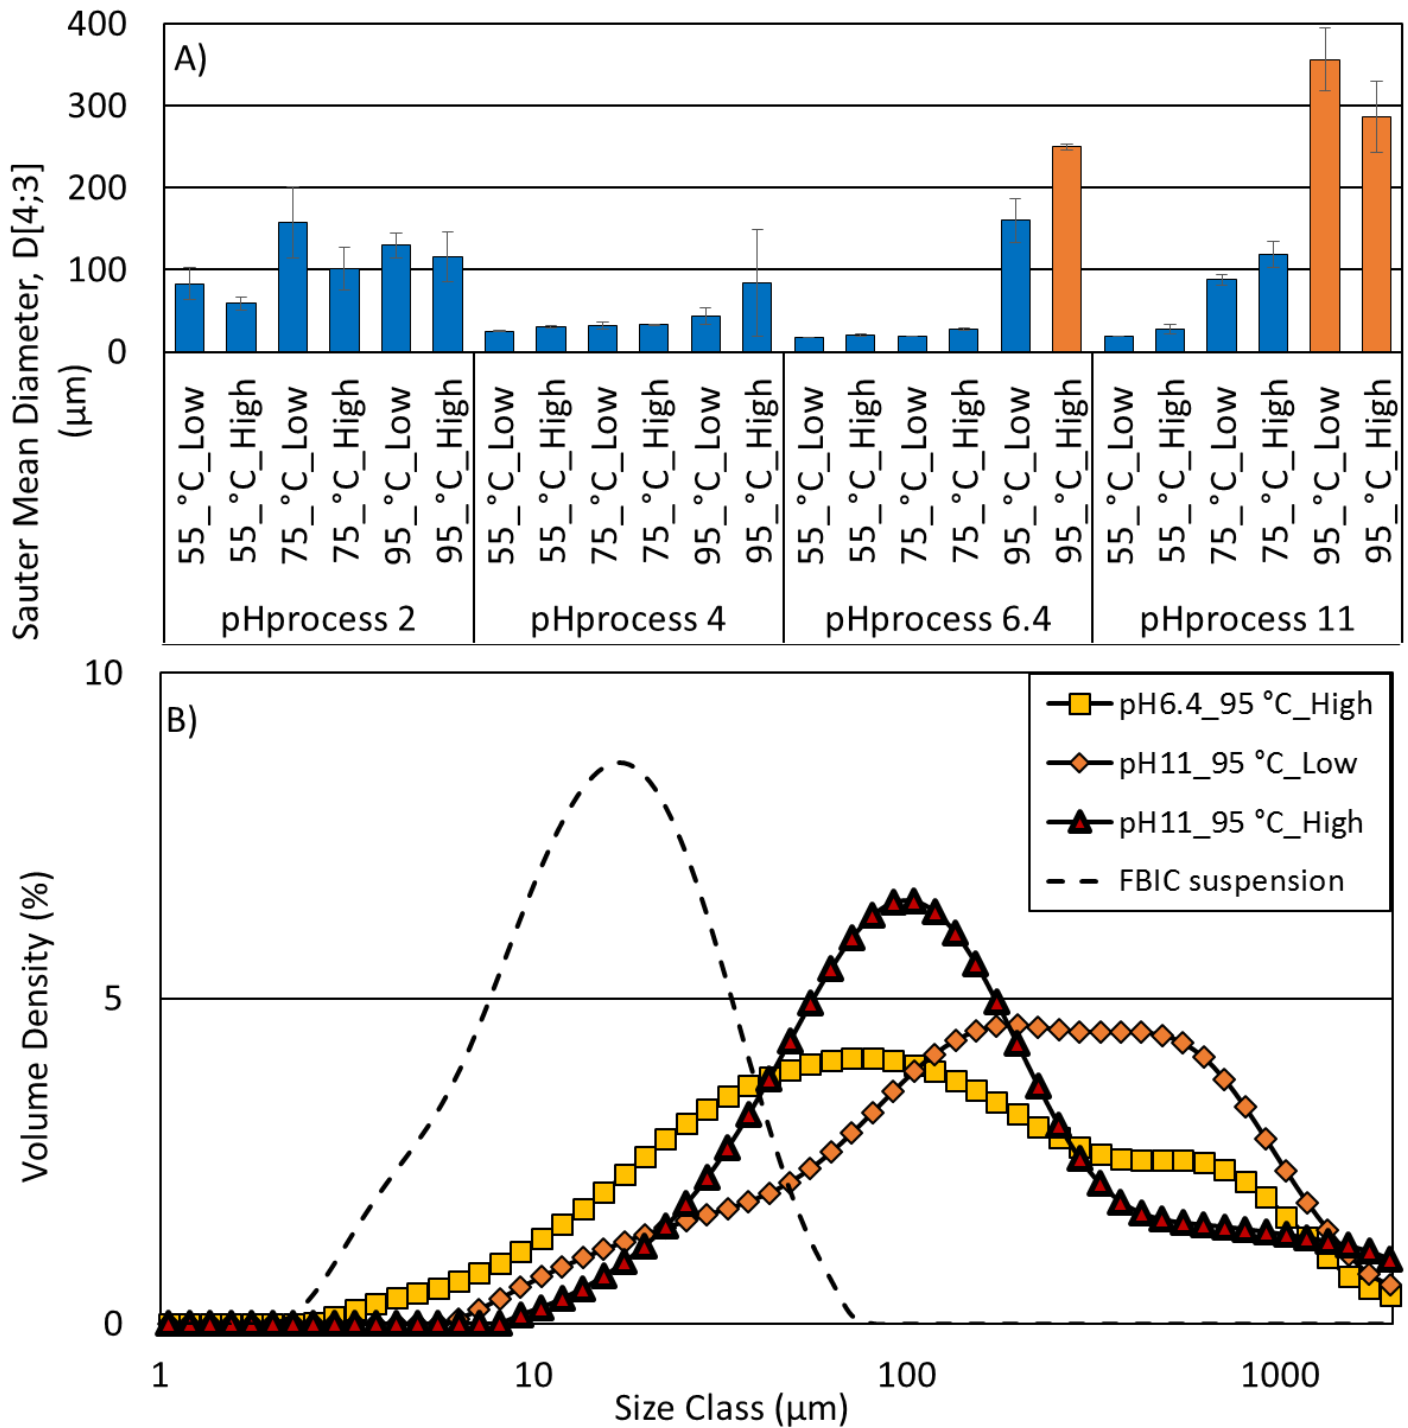 A)
400
300
200
100
0
Sauter Mean Diameter, D[4;3]
(µm)
55_°C_Low
55_°C_High
75_°C_Low
75_°C_High
95_°C_Low
95_°C_High
55_°C_Low
55_°C_High
75_°C_Low
75_°C_High
95_°C_Low
95_°C_High
55_°C_Low
55_°C_High
75_°C_Low
75_°C_High
95_°C_Low
95_°C_High
55_°C_Low
55_°C_High
75_°C_Low
75_°C_High
95_°C_Low
95_°C_High
pHprocess 2
pHprocess 4
pHprocess 6.4
pHprocess 11
B)
10
5
0
Volume Density (%)
pH6.4_95 °C_High
pH11_95 °C_Low
pH11_95 °C_High
FBIC suspension
1
10
100
1000
Size Class (µm)